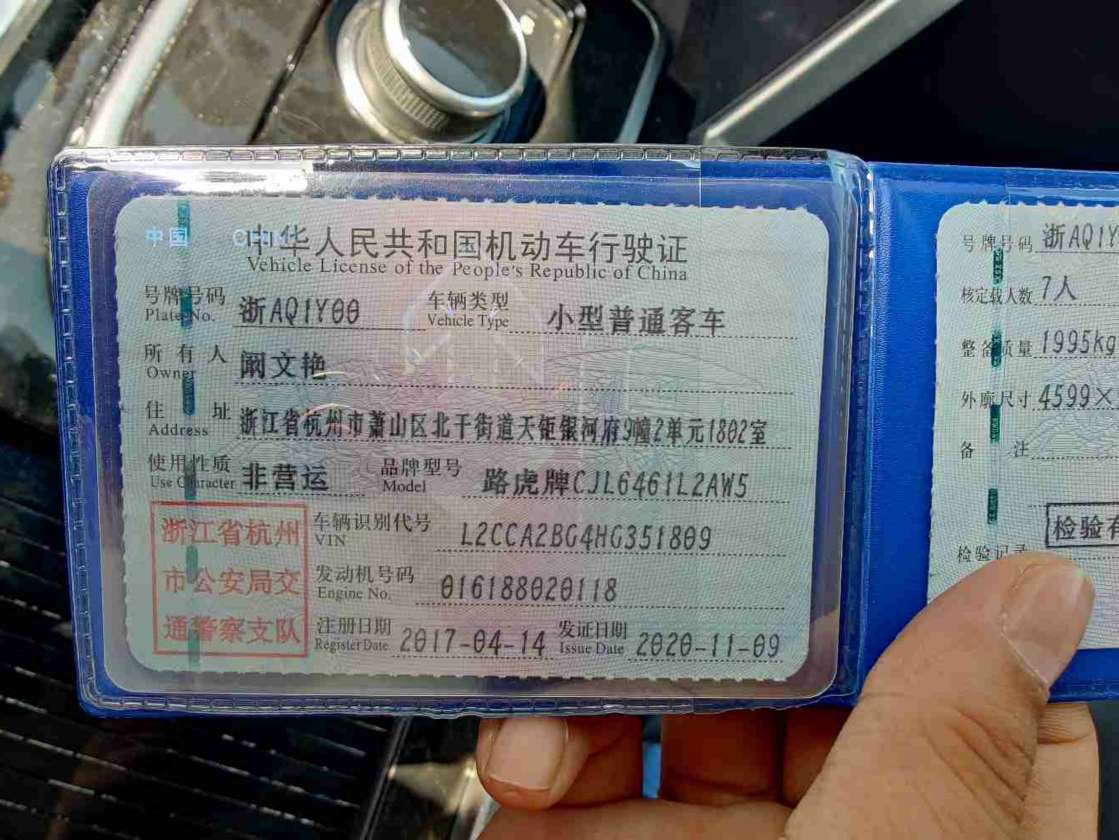 中国
中华人民共和国机动车行驶证
Vehicle License of the People's Republic of China
号牌号码 浙AQ1Y00 车辆类型 小型普通客车
Plate No. Vehicle Type
所有人 阚文艳
Owner
住址 浙江省杭州市萧山区北干街道天钜银河府9幢2单元1802室
Address
使用性质 非营运 品牌型号 路虎牌CJL6461L2AW5
Use Character Model
浙江省杭州
市公安局交
通警察支队
车辆识别代号 L2CCA2BG4HG351809
VIN
发动机号码 016188020118
Engine No.
注册日期 2017-04-14 发证日期 2020-11-09
Register Date Issue Date
号牌号码 浙AQ1Y
核定载人数 7人
整备质量 1995kg
外廓尺寸 4599×
备注
检验记录
检验有